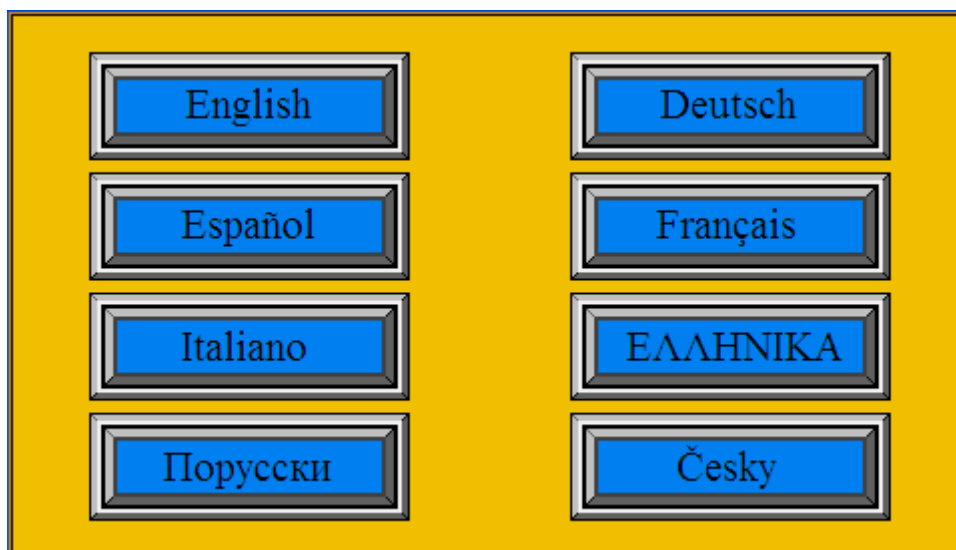 English
Deutsch
Español
Français
Italiano
ΕΛΛΗΝΙΚΑ
Порусски
Česky